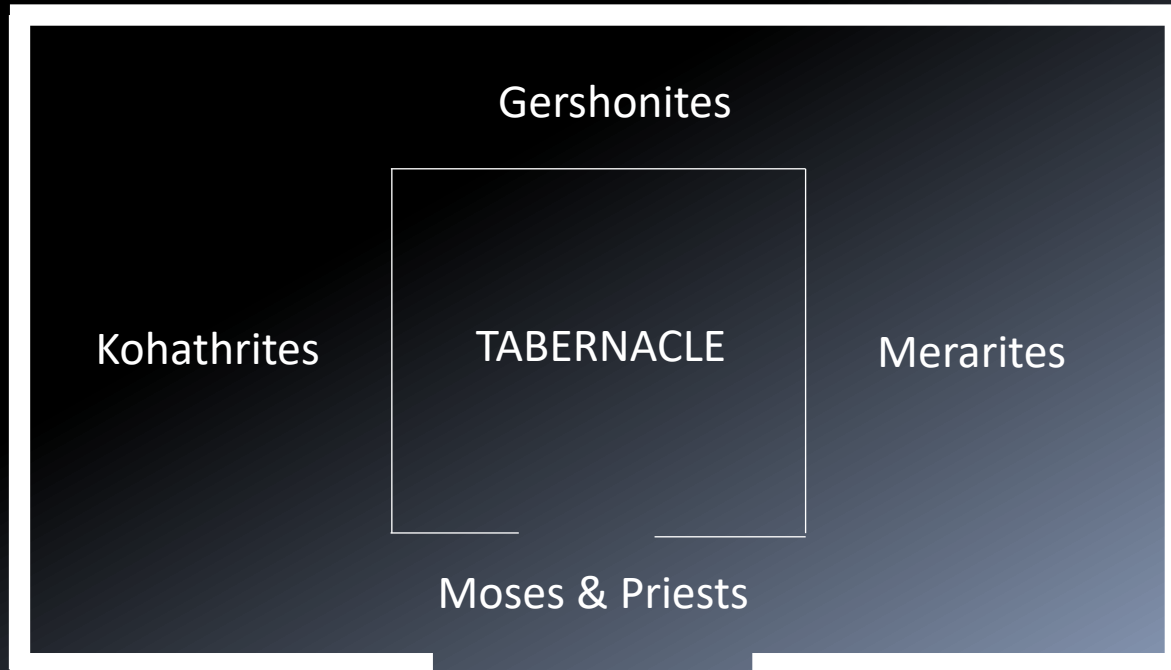 Gershonites
Kohathrites
TABERNACLE
Merarites
Moses & Priests